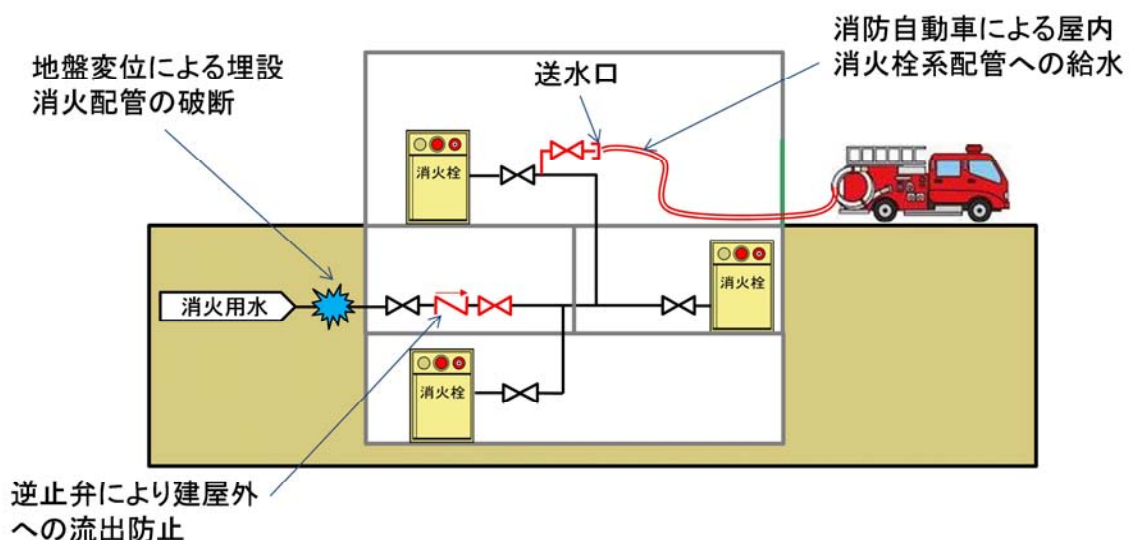 消防自動車による屋内
消火栓系配管への給水
地盤変位による埋設
消火配管の破断
送水口
消火栓
消火栓
消火用水
消火栓
逆止弁により建屋外
への流出防止